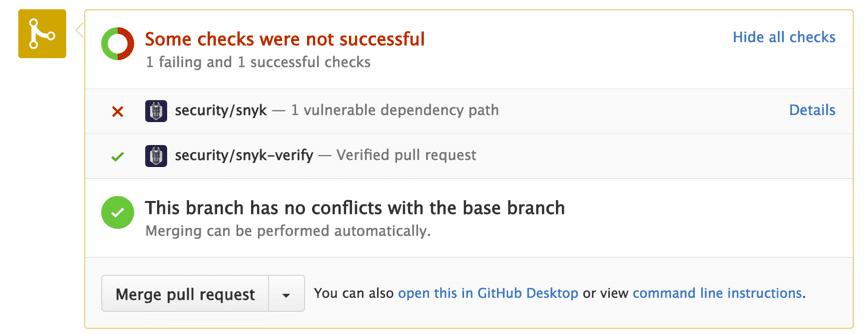 Some checks were not successful
Hide all checks
1 failing and 1 successful checks
security/snyk — 1 vulnerable dependency path
Details
security/snyk-verify — Verified pull request
This branch has no conflicts with the base branch
Merging can be performed automatically.
Merge pull request
You can also open this in GitHub Desktop or view command line instructions.